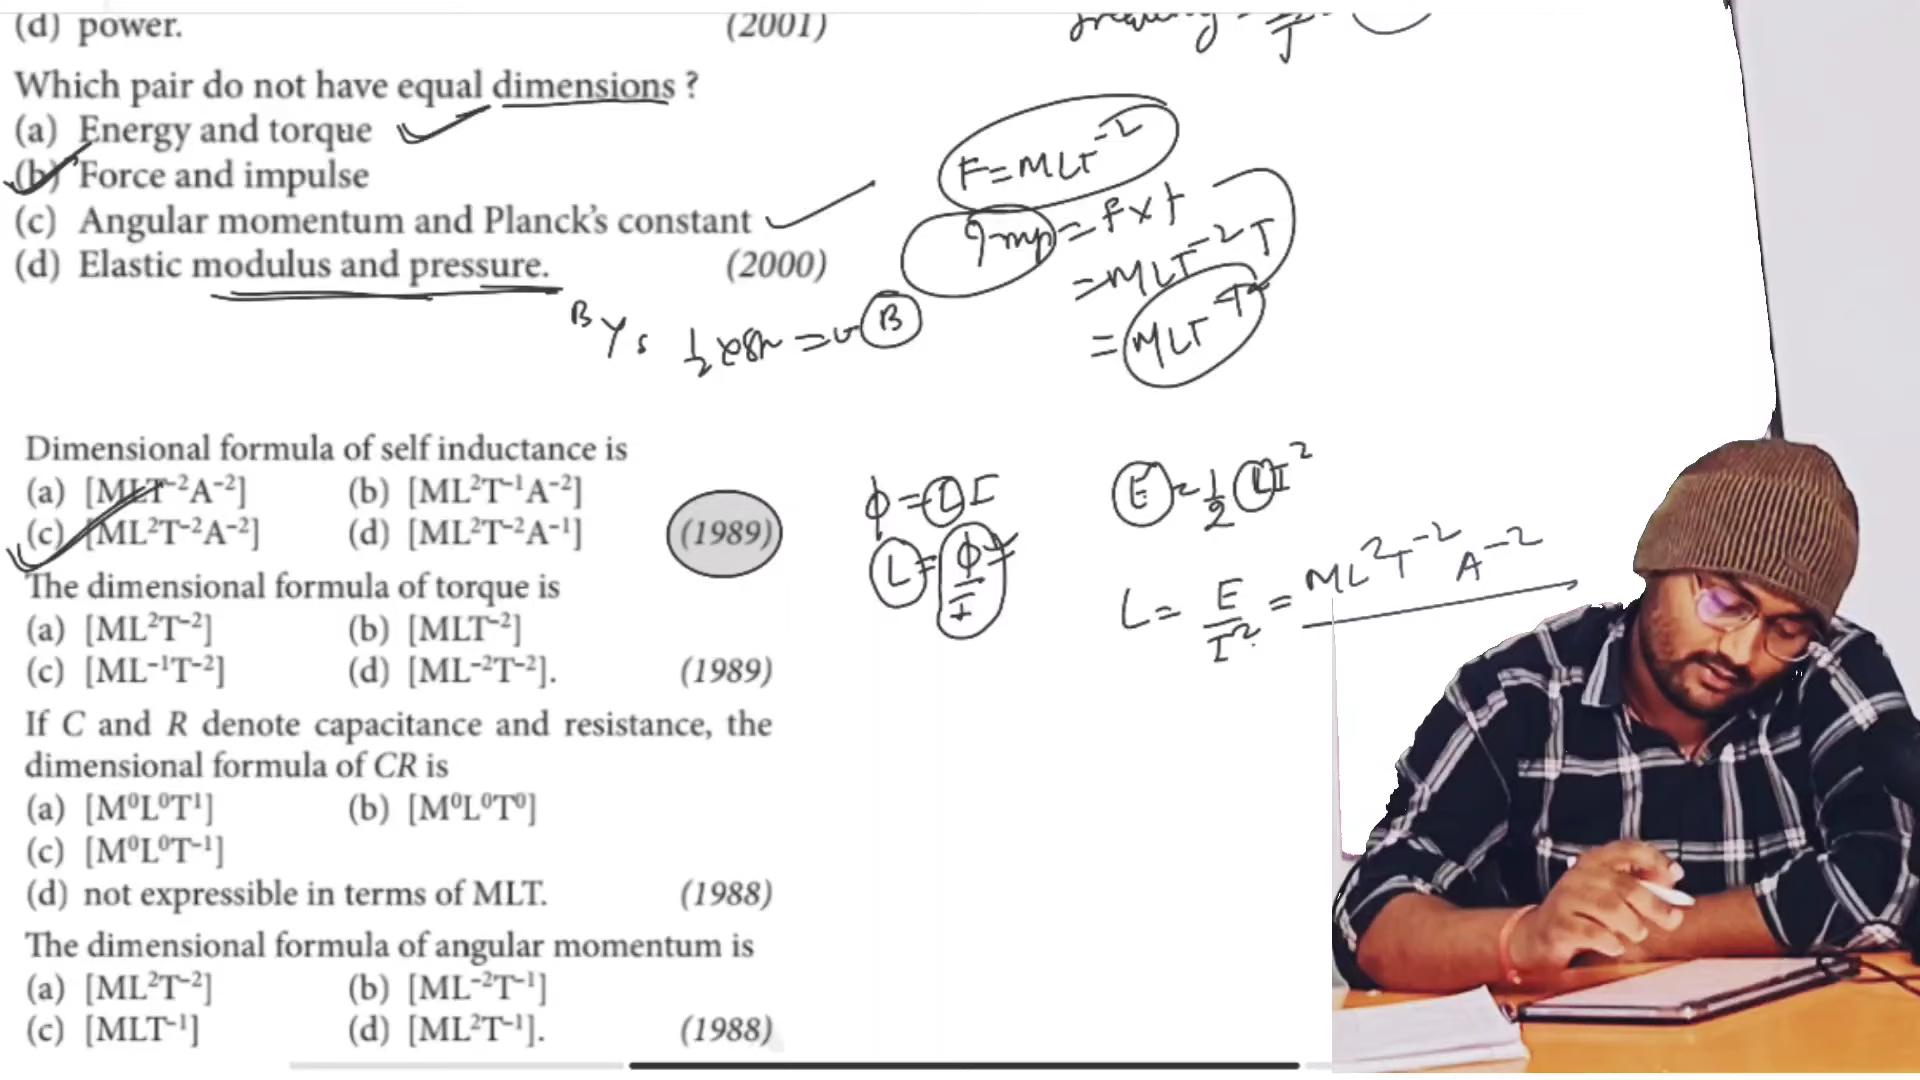 (d) power. (2001)
Which pair do not have equal dimensions ?
(a) Energy and torque
(b) Force and impulse
(c) Angular momentum and Planck's constant
(d) Elastic modulus and pressure. (2000)
F = MLT⁻²
Imp = f × t
= MLT⁻² T
= MLT⁻¹
B Y s
B
Dimensional formula of self inductance is
(a) [MLT⁻²A⁻²] (b) [ML²T⁻¹A⁻²]
(c) [ML²T⁻²A⁻²] (d) [ML²T⁻²A⁻¹] (1989)
ϕ = LI
L = ϕ/I
E = 1/2 LI²
L = E/I² = ML²T⁻²A⁻²
The dimensional formula of torque is
(a) [ML²T⁻²] (b) [MLT⁻²]
(c) [ML⁻¹T⁻²] (d) [ML⁻²T⁻²]. (1989)
If C and R denote capacitance and resistance, the
dimensional formula of CR is
(a) [M⁰L⁰T¹] (b) [M⁰L⁰T⁰]
(c) [M⁰L⁰T⁻¹]
(d) not expressible in terms of MLT. (1988)
The dimensional formula of angular momentum is
(a) [ML²T⁻²] (b) [ML⁻²T⁻¹]
(c) [MLT⁻¹] (d) [ML²T⁻¹]. (1988)